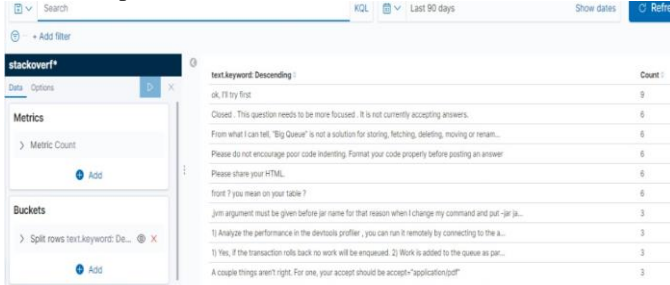 Search KQL Last 90 days Show dates Refre
+ Add filter
stackoverf*
Data Options
Metrics
Metric Count
Add
Buckets
Split rows text.keyword: De...
Add
text.keyword: Descending Count
ok, I'll try first 9
Closed . This question needs to be more focused . It is not currently accepting answers. 6
From what I can tell, "Big Queue" is not a solution for storing, fetching, deleting, moving or renam... 6
Please do not encourage poor code indenting. Format your code properly before posting an answer 6
Please share your HTML. 6
front ? you mean on your table ? 6
jvm argument must be given before jar name for that reason when I change my command and put -jar ja... 3
1) Analyze the performance in the devtools profiler , you can run it remotely by connecting to the a... 3
1) Yes, if the transaction rolls back no work will be enqueued. 2) Work is added to the queue as par... 3
A couple things aren't right. For one, your accept should be accept="application/pdf" 3